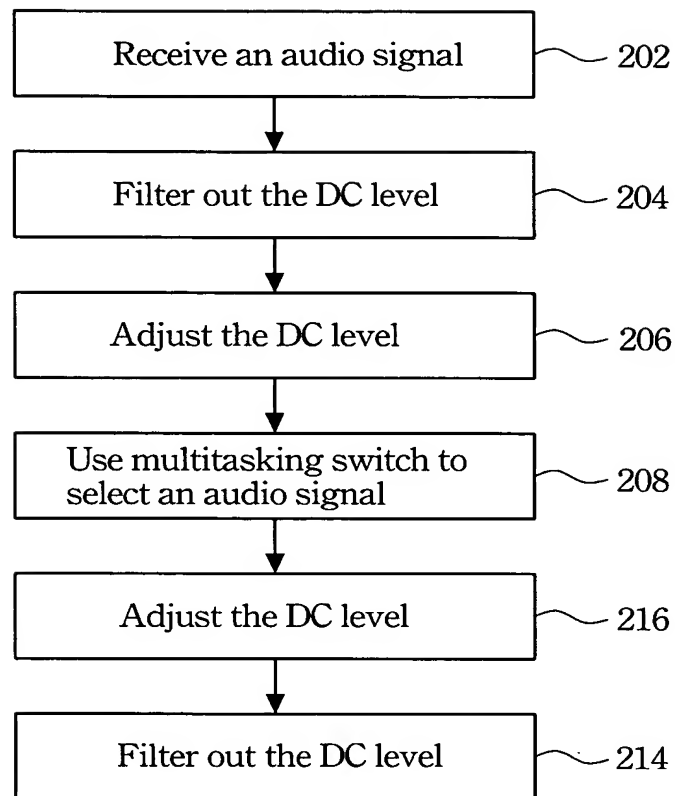 Receive an audio signal 202
Filter out the DC level 204
Adjust the DC level 206
Use multitasking switch to
select an audio signal 208
Adjust the DC level 216
Filter out the DC level 214